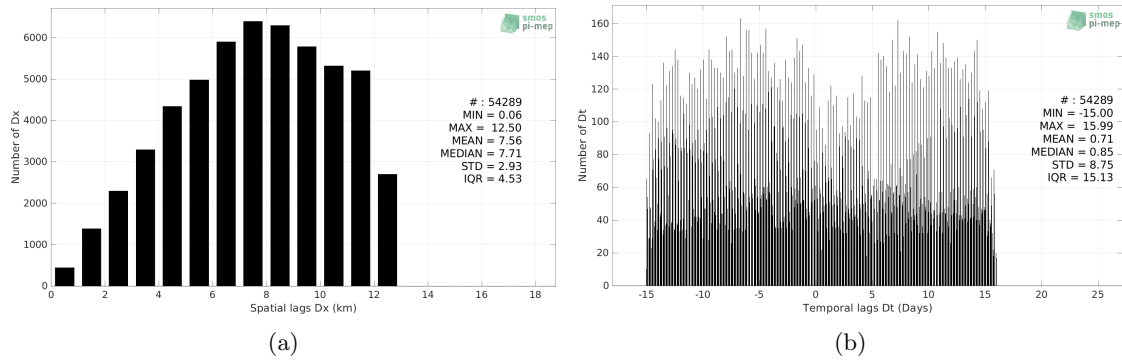 smos
pi-mep
7000
6000
5000
4000
3000
2000
1000
0
Number of Dx
# : 54289
MIN = 0.06
MAX = 12.50
MEAN = 7.56
MEDIAN = 7.71
STD = 2.93
IQR = 4.53
0 2 4 6 8 10 12 14 16 18
Spatial lags Dx (km)
(a)
smos
pi-mep
160
140
120
100
80
60
40
20
0
Number of Dt
# : 54289
MIN = -15.00
MAX = 15.99
MEAN = 0.71
MEDIAN = 0.85
STD = 8.75
IQR = 15.13
-15 -10 -5 0 5 10 15 20 25
Temporal lags Dt (Days)
(b)